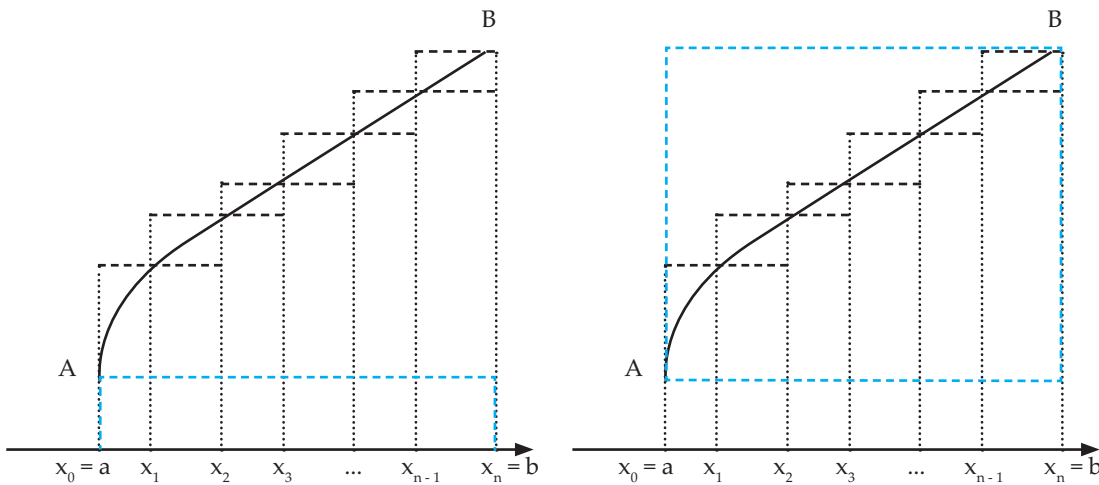 B
A
x₀ = a x₁ x₂ x₃ ... xₙ₋₁ xₙ = b
B
A
x₀ = a x₁ x₂ x₃ ... xₙ₋₁ xₙ = b